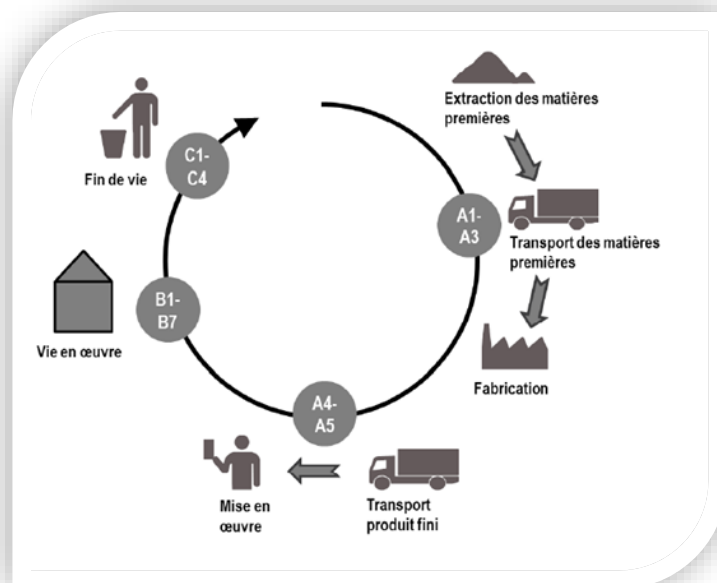 Extraction des matières
premières
A1-
A3
Transport des matières
premières
Fabrication
A4-
A5
Transport
produit fini
Mise en
œuvre
B1-
B7
Vie en œuvre
C1-
C4
Fin de vie